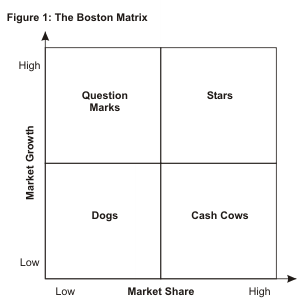 Figure 1: The Boston Matrix
High
Question
Marks
Stars
Market Growth
Dogs
Cash Cows
Low
Low
Market Share
High